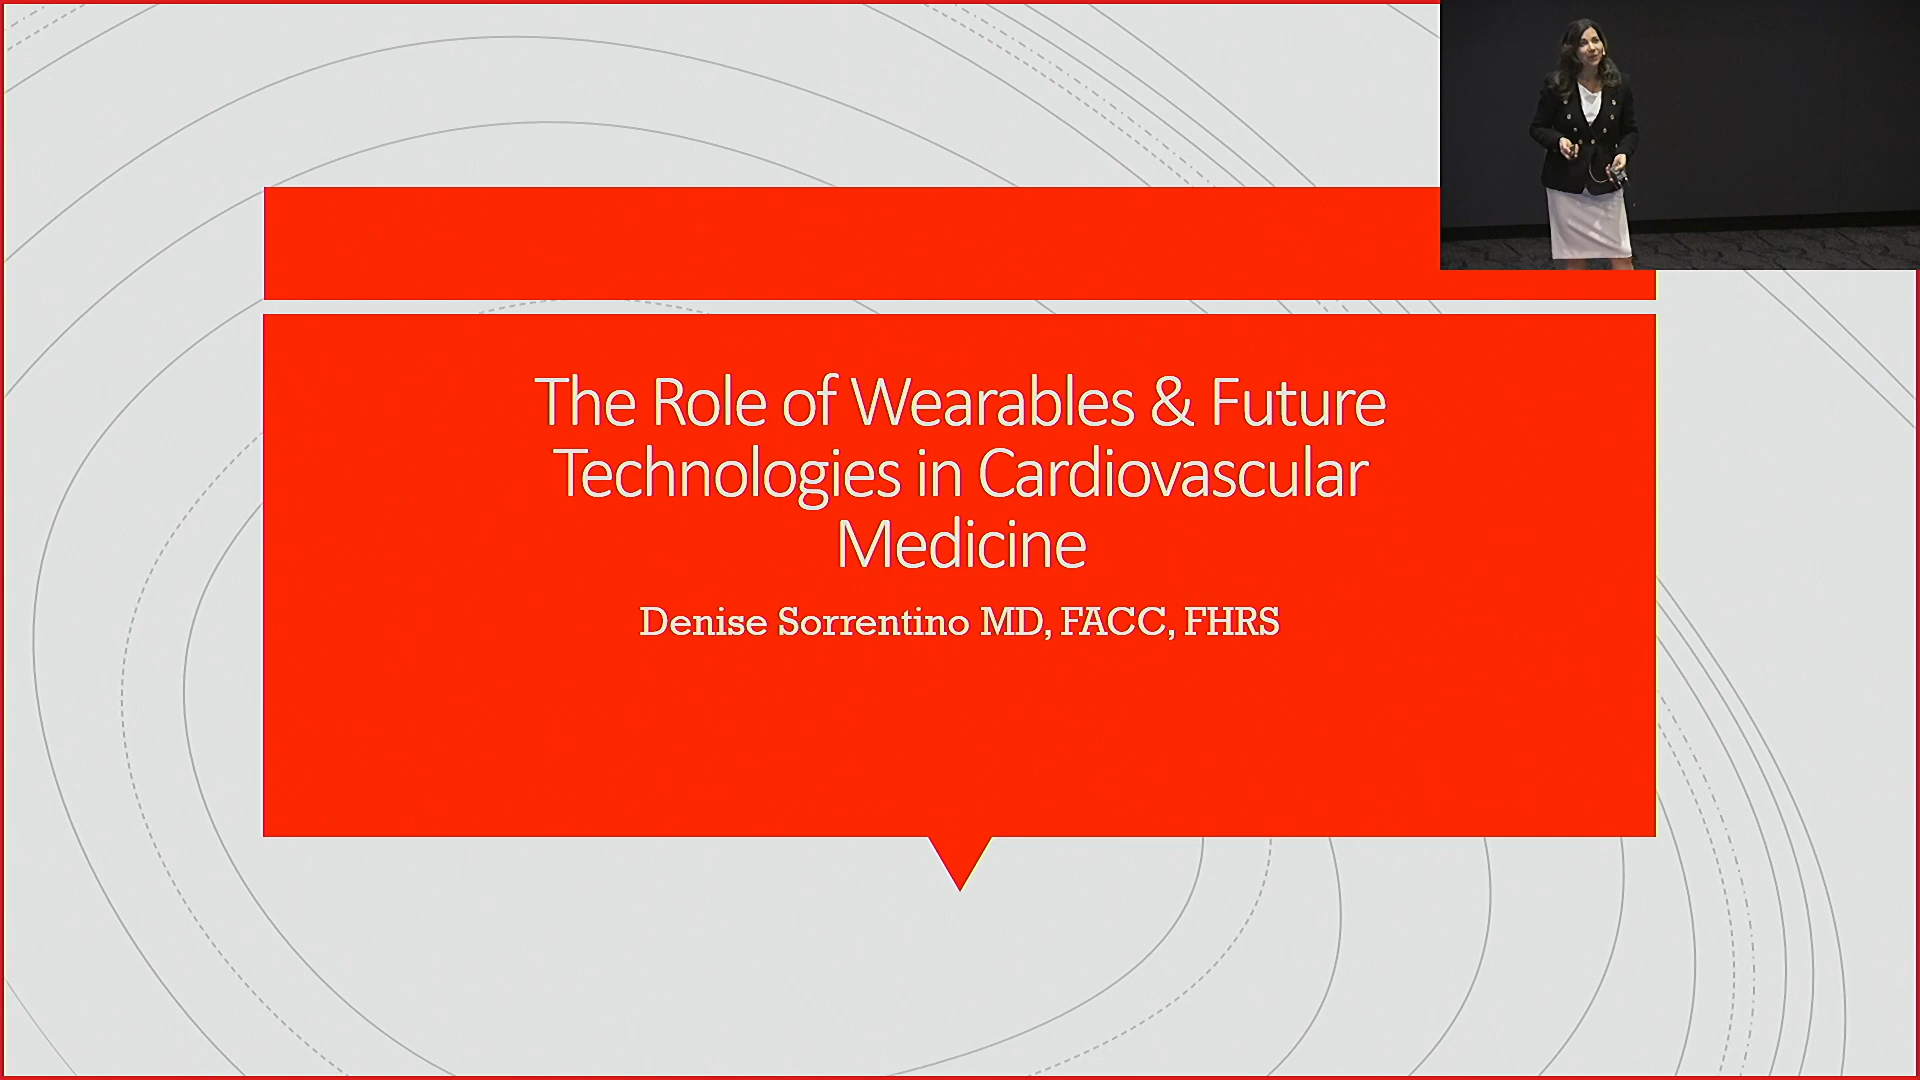 The Role of Wearables & Future
Technologies in Cardiovascular
Medicine
Denise Sorrentino MD, FACC, FHRS